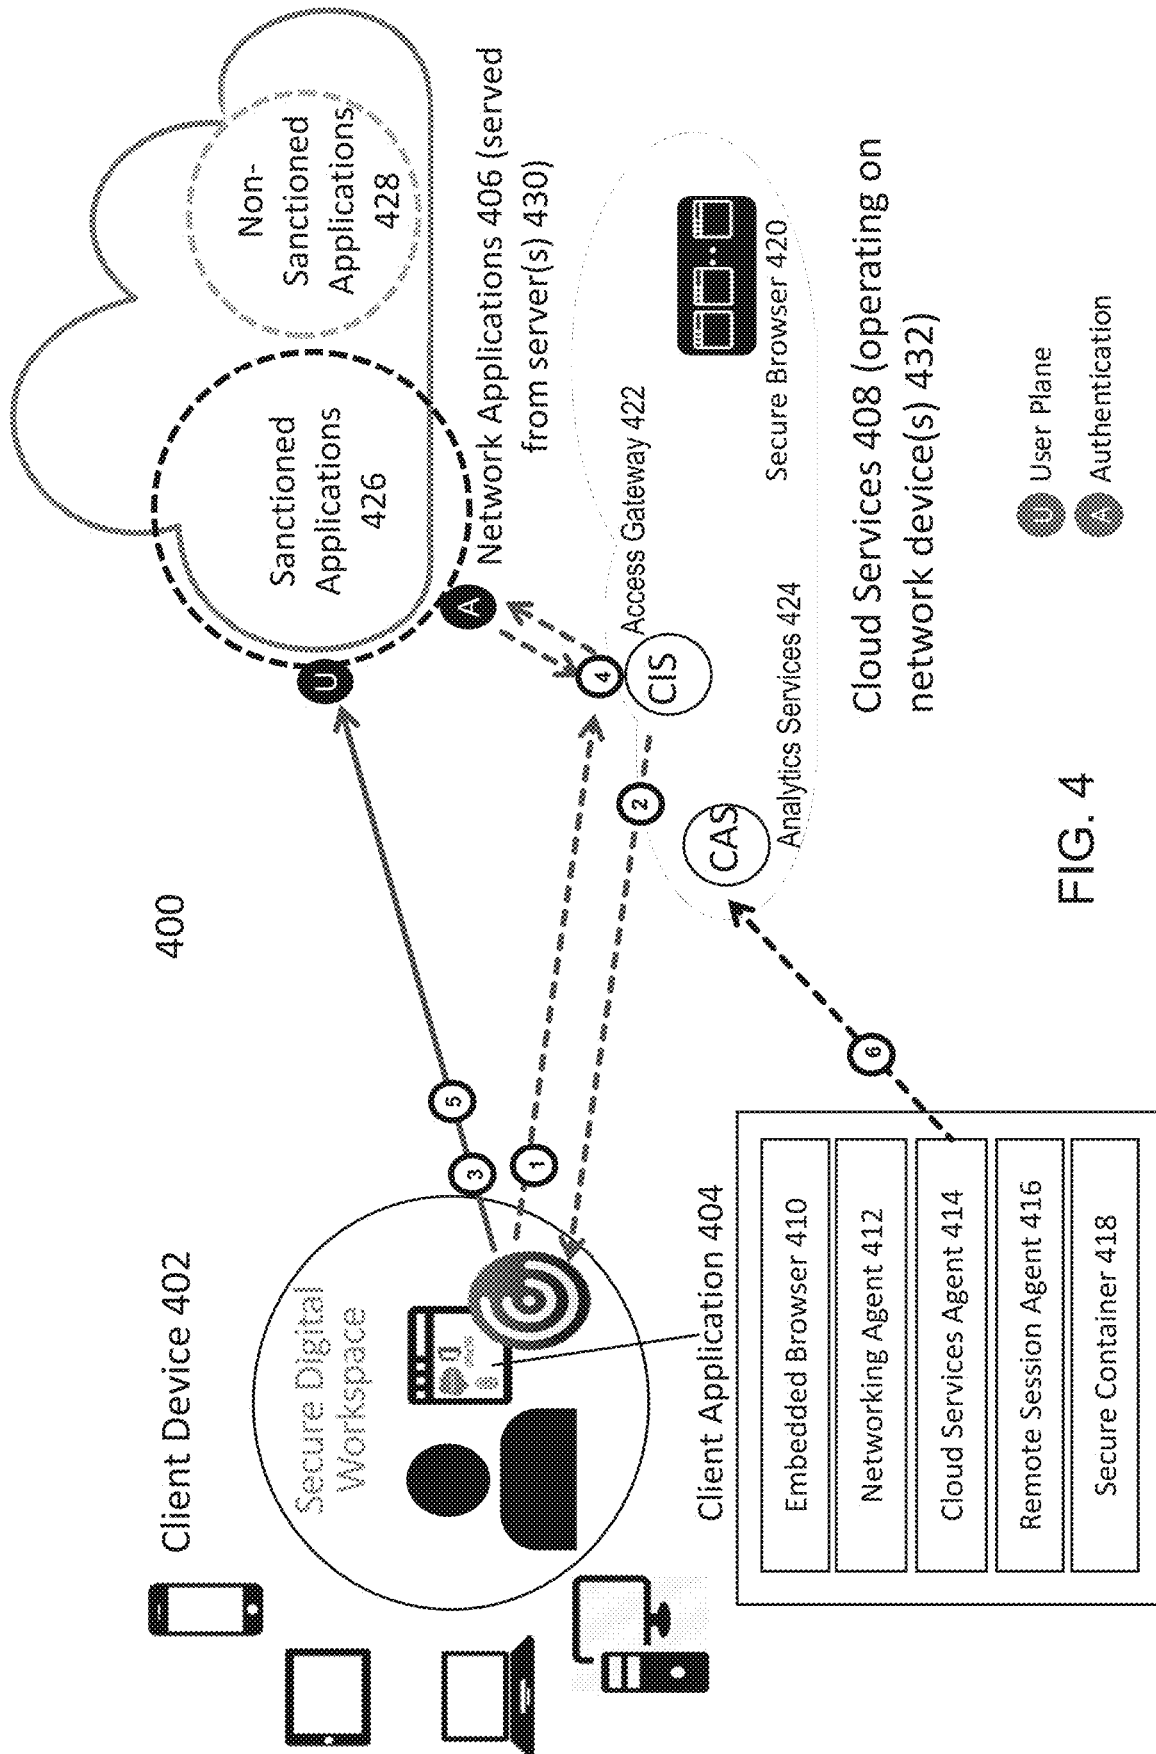 Client Device 402
400
Secure Digital
Workspace
Sanctioned
Applications
426
Non-
Sanctioned
Applications
428
U
A
Network Applications 406 (served
from server(s) 430)
3
5
1
4
2
6
CIS
Access Gateway 422
CAS
Analytics Services 424
Secure Browser 420
Cloud Services 408 (operating on
network device(s) 432)
Client Application 404
Embedded Browser 410
Networking Agent 412
Cloud Services Agent 414
Remote Session Agent 416
Secure Container 418
U User Plane
A Authentication
FIG. 4